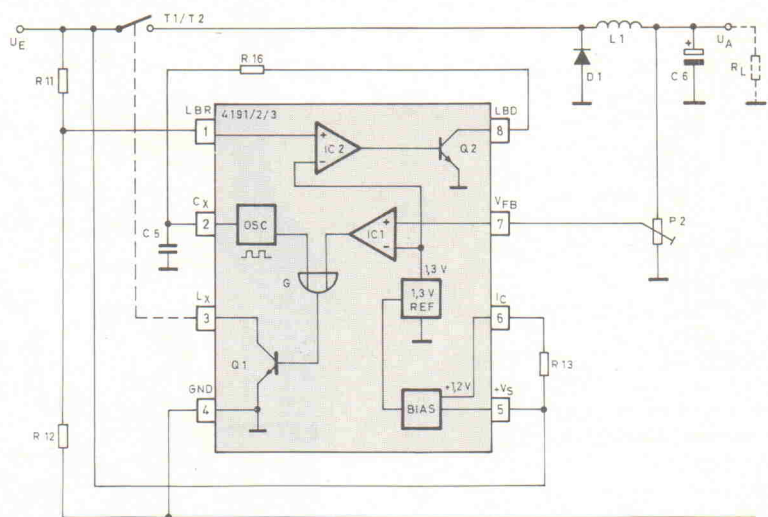 T1/T2
U_E
L1
U_A
R11
R16
D1
C6
+
R_L
LBR
4191/2/3
LBD
1
+
IC2
−
Q2
8
C_X
V_FB
2
OSC
+
IC1
−
7
P2
C5
G
1,3 V
L_X
1,3 V
REF
I_C
3
6
Q1
R13
+1,2 V
GND
+V_S
4
BIAS
5
R12